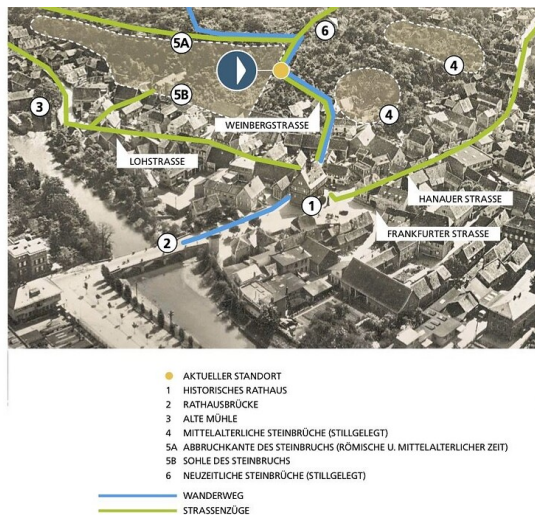 6
5A
4
5B
3
WEINBERGSTRASSE
4
LOHSTRASSE
HANAUER STRASSE
1
FRANKFURTER STRASSE
2
AKTUELLER STANDORT
1 HISTORISCHES RATHAUS
2 RATHAUSBRÜCKE
3 ALTE MÜHLE
4 MITTELALTERLICHE STEINBRÜCHE (STILLGELEGT)
5A ABBRUCHKANTE DES STEINBRUCHS (RÖMISCHE U. MITTELALTERLICHER ZEIT)
5B SOHLE DES STEINBRUCHS
6 NEUZEITLICHE STEINBRÜCHE (STILLGELEGT)
WANDERWEG
STRASSENZÜGE